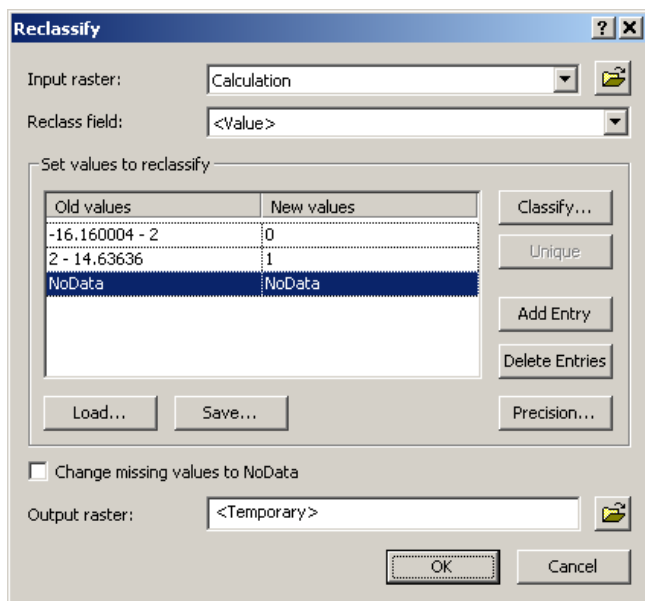 Reclassify
Input raster: Calculation
Reclass field: <Value>
Set values to reclassify
Old values New values Classify...
-16.160004 - 2 0
2 - 14.63636 1 Unique
NoData NoData
Add Entry
Delete Entries
Load... Save... Precision...
Change missing values to NoData
Output raster: <Temporary>
OK Cancel